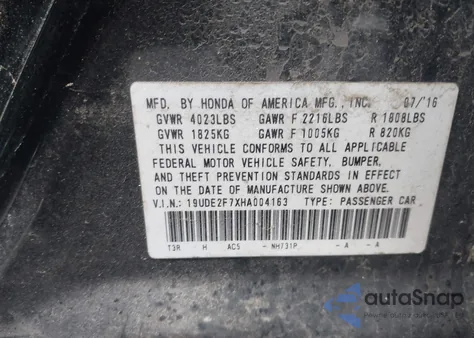 MFD. BY HONDA OF AMERICA MFG., INC. 07/'16
GVWR 4023LBS GAWR F 2216LBS R 1808LBS
GVWR 1825KG GAWR F 1005KG R 820KG
THIS VEHICLE CONFORMS TO ALL APPLICABLE
FEDERAL MOTOR VEHICLE SAFETY, BUMPER,
AND THEFT PREVENTION STANDARDS IN EFFECT
ON THE DATE OF MANUFACTURE SHOWN ABOVE.
V.I.N.: 19UDE2F7XHA004163 TYPE: PASSENGER CAR
T3R H AC5 - NH731P - A - A
autoSnap